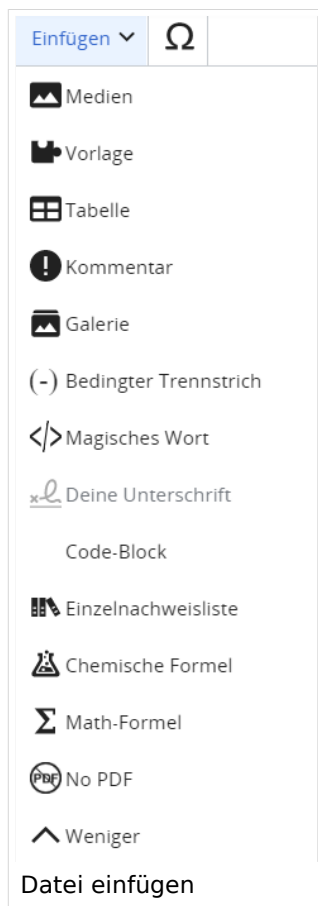 Einfügen Ω
Medien
Vorlage
Tabelle
Kommentar
Galerie
(-) Bedingter Trennstrich
</> Magisches Wort
Deine Unterschrift
Code-Block
Einzelnachweisliste
Chemische Formel
Σ Math-Formel
PDF No PDF
Weniger
Datei einfügen